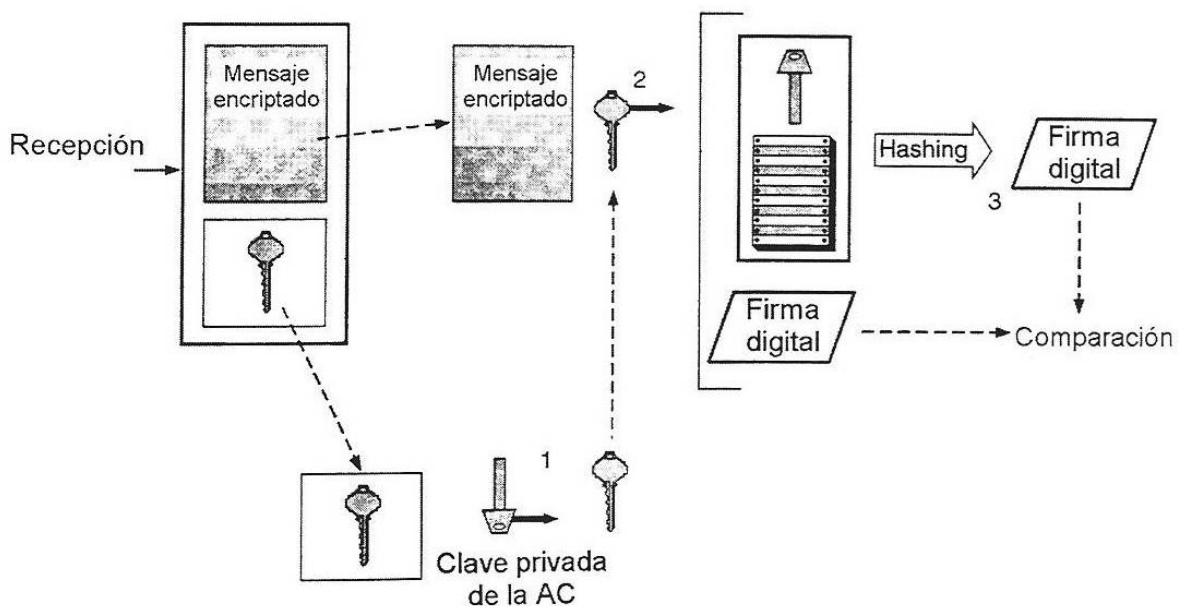 Recepción
Mensaje
encriptado
Mensaje
encriptado
2
Hashing
Firma
digital
3
Firma
digital
Comparación
1
Clave privada
de la AC